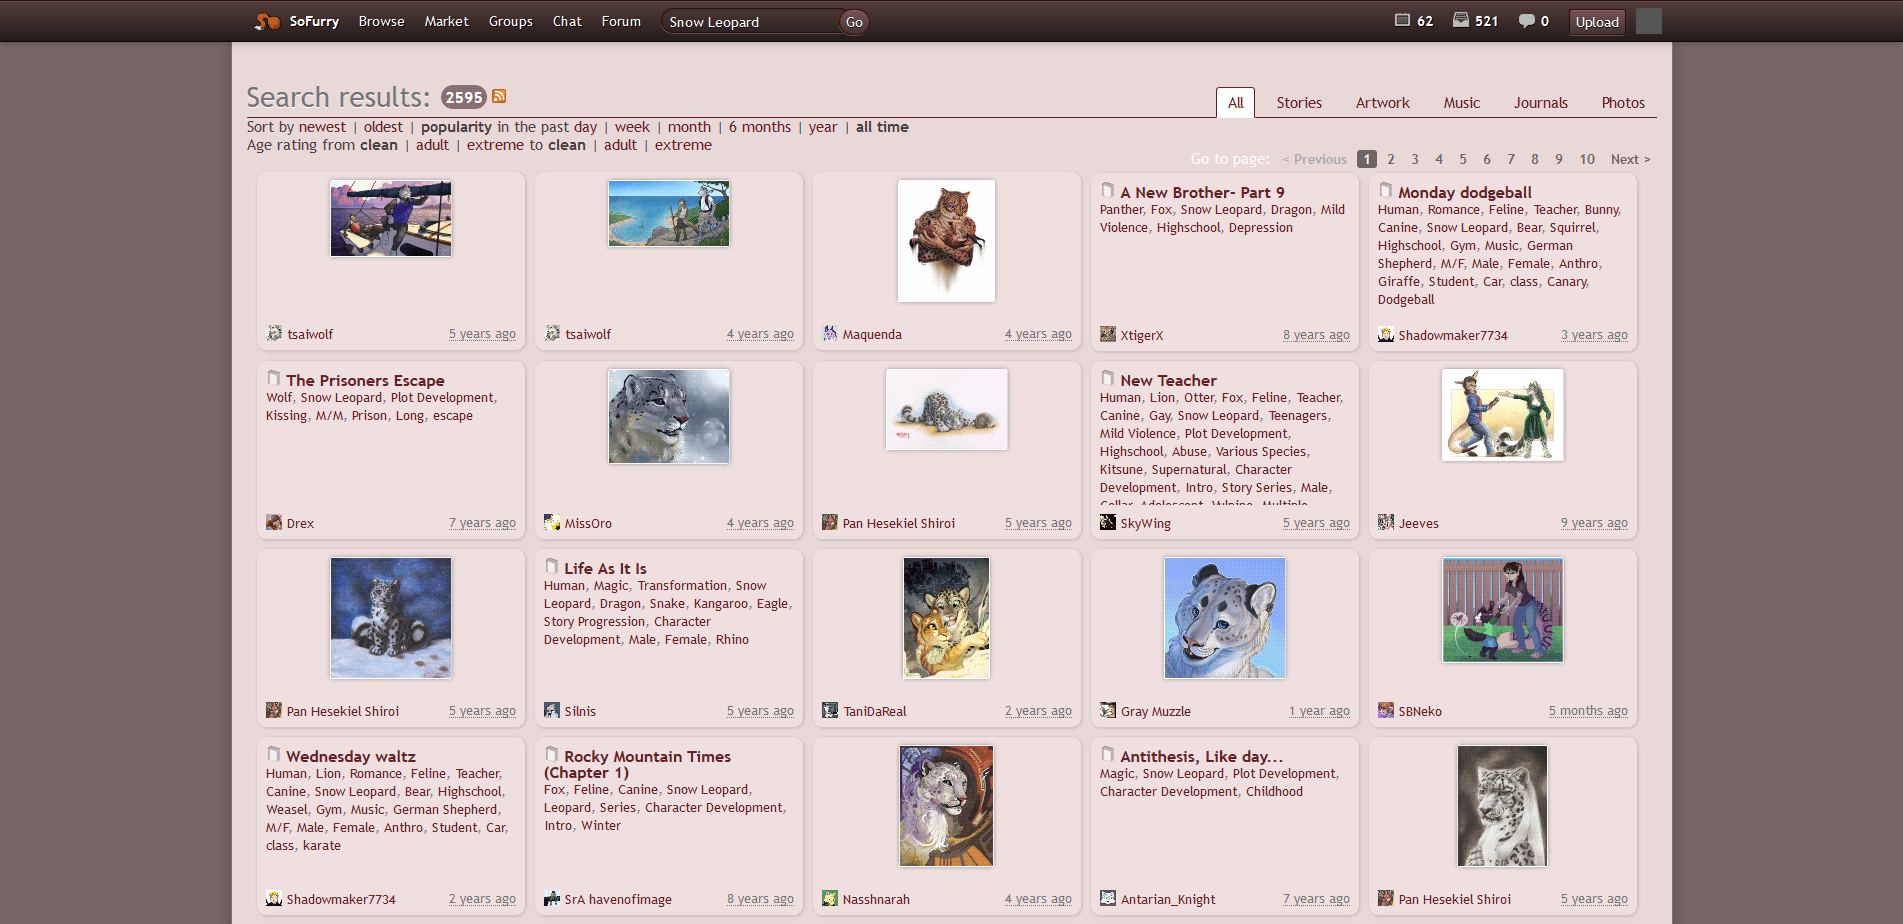 SoFurry Browse Market Groups Chat Forum Snow Leopard Go 62 521 0 Upload
Search results: 2595
All Stories Artwork Music Journals Photos
Sort by newest | oldest | popularity in the past day | week | month | 6 months | year | all time
Age rating from clean | adult | extreme to clean | adult | extreme
Go to page: < Previous 1 2 3 4 5 6 7 8 9 10 Next >
tsaiwolf 5 years ago
tsaiwolf 4 years ago
Maquenda 4 years ago
A New Brother- Part 9
Panther, Fox, Snow Leopard, Dragon, Mild
Violence, Highschool, Depression
XtigerX 8 years ago
Monday dodgeball
Human, Romance, Feline, Teacher, Bunny,
Canine, Snow Leopard, Bear, Squirrel,
Highschool, Gym, Music, German
Shepherd, M/F, Male, Female, Anthro,
Giraffe, Student, Car, class, Canary,
Dodgeball
Shadowmaker7734 3 years ago
The Prisoners Escape
Wolf, Snow Leopard, Plot Development,
Kissing, M/M, Prison, Long, escape
Drex 7 years ago
MissOro 4 years ago
Pan Hesekiel Shiroi 5 years ago
New Teacher
Human, Lion, Otter, Fox, Feline, Teacher,
Canine, Gay, Snow Leopard, Teenagers,
Mild Violence, Plot Development,
Highschool, Abuse, Various Species,
Kitsune, Supernatural, Character
Development, Intro, Story Series, Male,
Collar, Adolescent, Vulpine, Multiple
SkyWing 5 years ago
Jeeves 9 years ago
Pan Hesekiel Shiroi 5 years ago
Life As It Is
Human, Magic, Transformation, Snow
Leopard, Dragon, Snake, Kangaroo, Eagle,
Story Progression, Character
Development, Male, Female, Rhino
Silnis 5 years ago
TaniDaReal 2 years ago
Gray Muzzle 1 year ago
SBNeko 5 months ago
Wednesday waltz
Human, Lion, Romance, Feline, Teacher,
Canine, Snow Leopard, Bear, Highschool,
Weasel, Gym, Music, German Shepherd,
M/F, Male, Female, Anthro, Student, Car,
class, karate
Shadowmaker7734 2 years ago
Rocky Mountain Times
(Chapter 1)
Fox, Feline, Canine, Snow Leopard,
Leopard, Series, Character Development,
Intro, Winter
SrA havenofimage 8 years ago
Nasshnarah 4 years ago
Antithesis, Like day...
Magic, Snow Leopard, Plot Development,
Character Development, Childhood
Antarian_Knight 7 years ago
Pan Hesekiel Shiroi 5 years ago